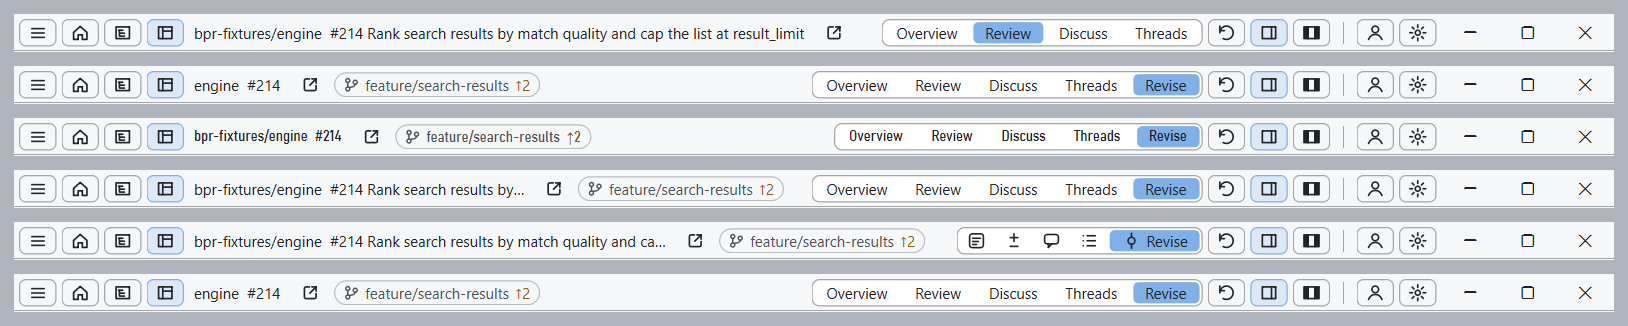 bpr-fixtures/engine #214 Rank search results by match quality and cap the list at result_limit Overview Review Discuss Threads
engine #214 feature/search-results ↑2 Overview Review Discuss Threads Revise
bpr-fixtures/engine #214 feature/search-results ↑2 Overview Review Discuss Threads Revise
bpr-fixtures/engine #214 Rank search results by... feature/search-results ↑2 Overview Review Discuss Threads Revise
bpr-fixtures/engine #214 Rank search results by match quality and ca... feature/search-results ↑2 Revise
engine #214 feature/search-results ↑2 Overview Review Discuss Threads Revise